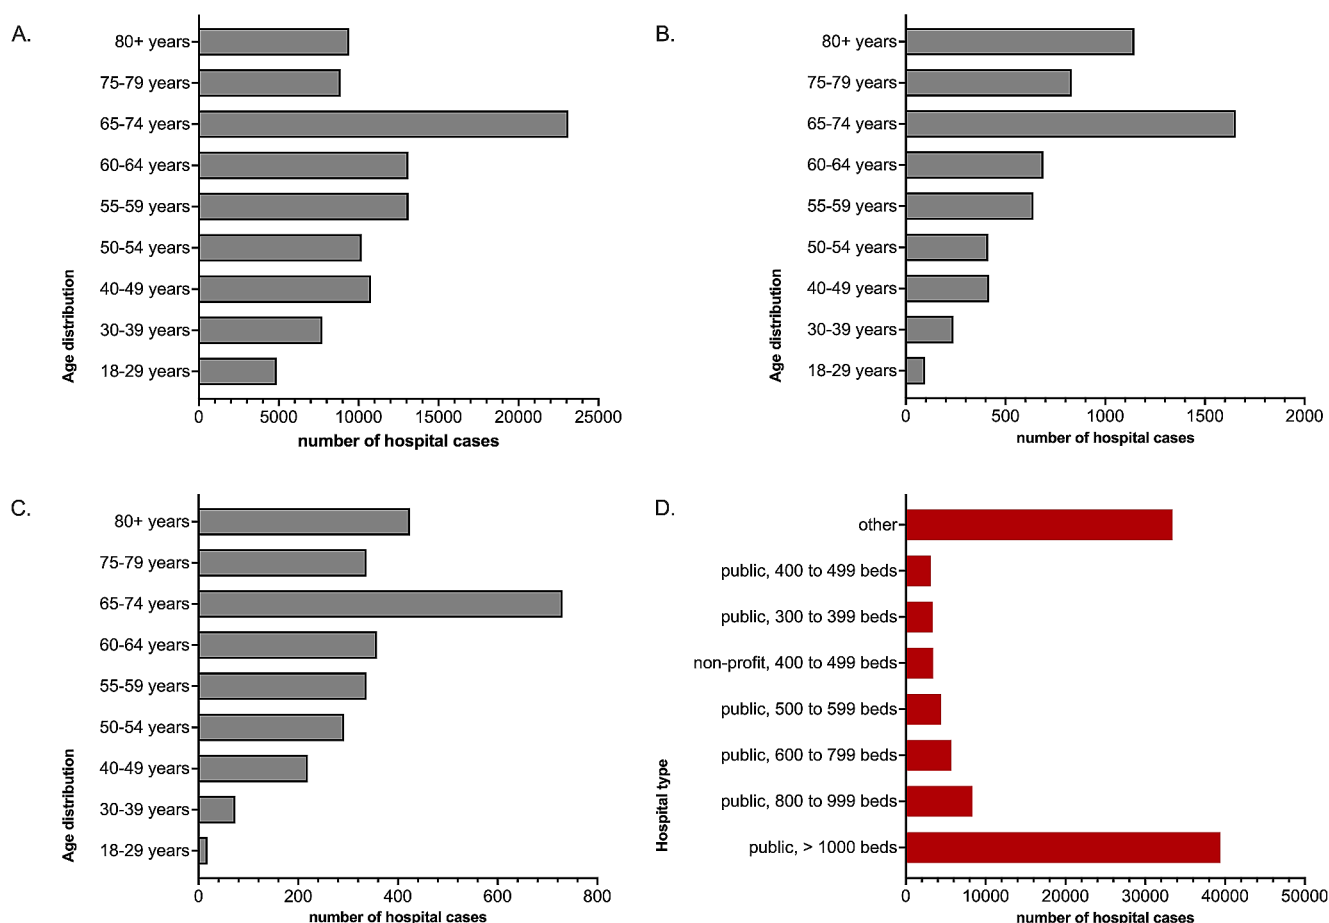 A.
80+ years
75-79 years
65-74 years
60-64 years
55-59 years
50-54 years
40-49 years
30-39 years
18-29 years
Age distribution
0 5000 10000 15000 20000 25000
number of hospital cases
B.
80+ years
75-79 years
65-74 years
60-64 years
55-59 years
50-54 years
40-49 years
30-39 years
18-29 years
Age distribution
0 500 1000 1500 2000
number of hospital cases
C.
80+ years
75-79 years
65-74 years
60-64 years
55-59 years
50-54 years
40-49 years
30-39 years
18-29 years
Age distribution
0 200 400 600 800
number of hospital cases
D.
other
public, 400 to 499 beds
public, 300 to 399 beds
non-profit, 400 to 499 beds
public, 500 to 599 beds
public, 600 to 799 beds
public, 800 to 999 beds
public, > 1000 beds
Hospital type
0 10000 20000 30000 40000 50000
number of hospital cases